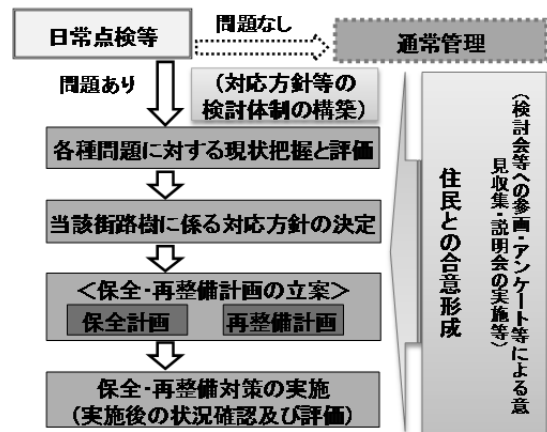 日常点検等
問題なし
通常管理
問題あり
(対応方針等の
検討体制の構築)
各種問題に対する現状把握と評価
当該街路樹に係る対応方針の決定
<保全・再整備計画の立案>
保全計画
再整備計画
保全・再整備対策の実施
(実施後の状況確認及び評価)
住民との合意形成
(検討会等への参画・アンケート等による意
見収集・説明会の実施等)